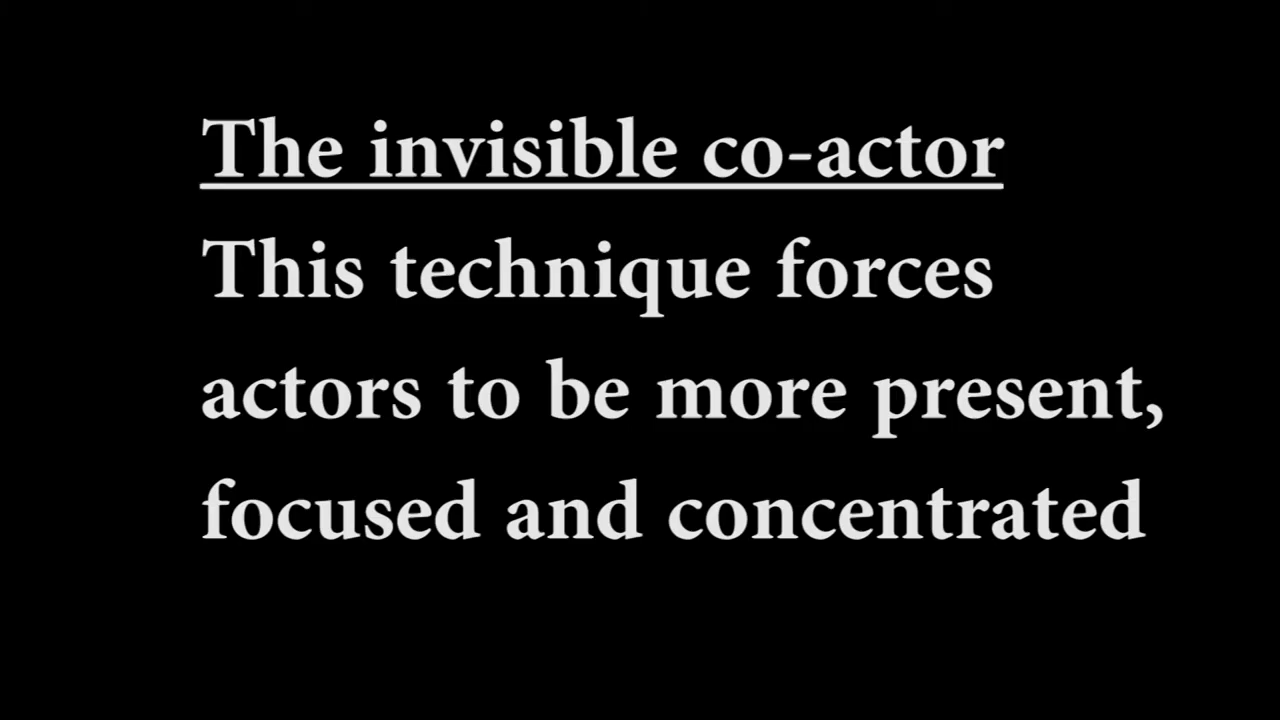 The invisible co-actor
This technique forces
actors to be more present,
focused and concentrated